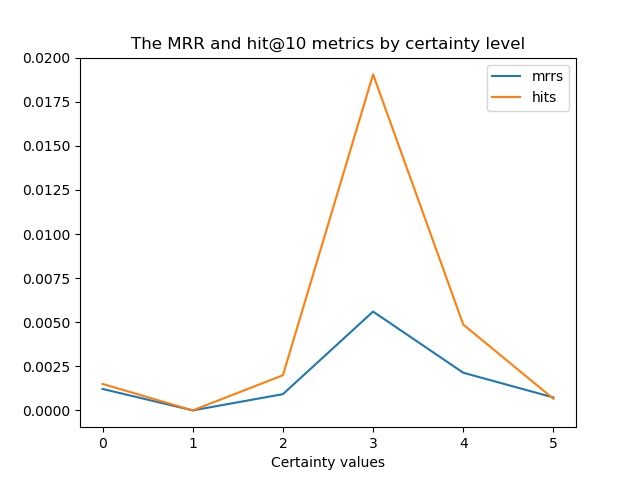 The MRR and hit@10 metrics by certainty level
mrrs
hits
0.0200
0.0175
0.0150
0.0125
0.0100
0.0075
0.0050
0.0025
0.0000
0 1 2 3 4 5
Certainty values